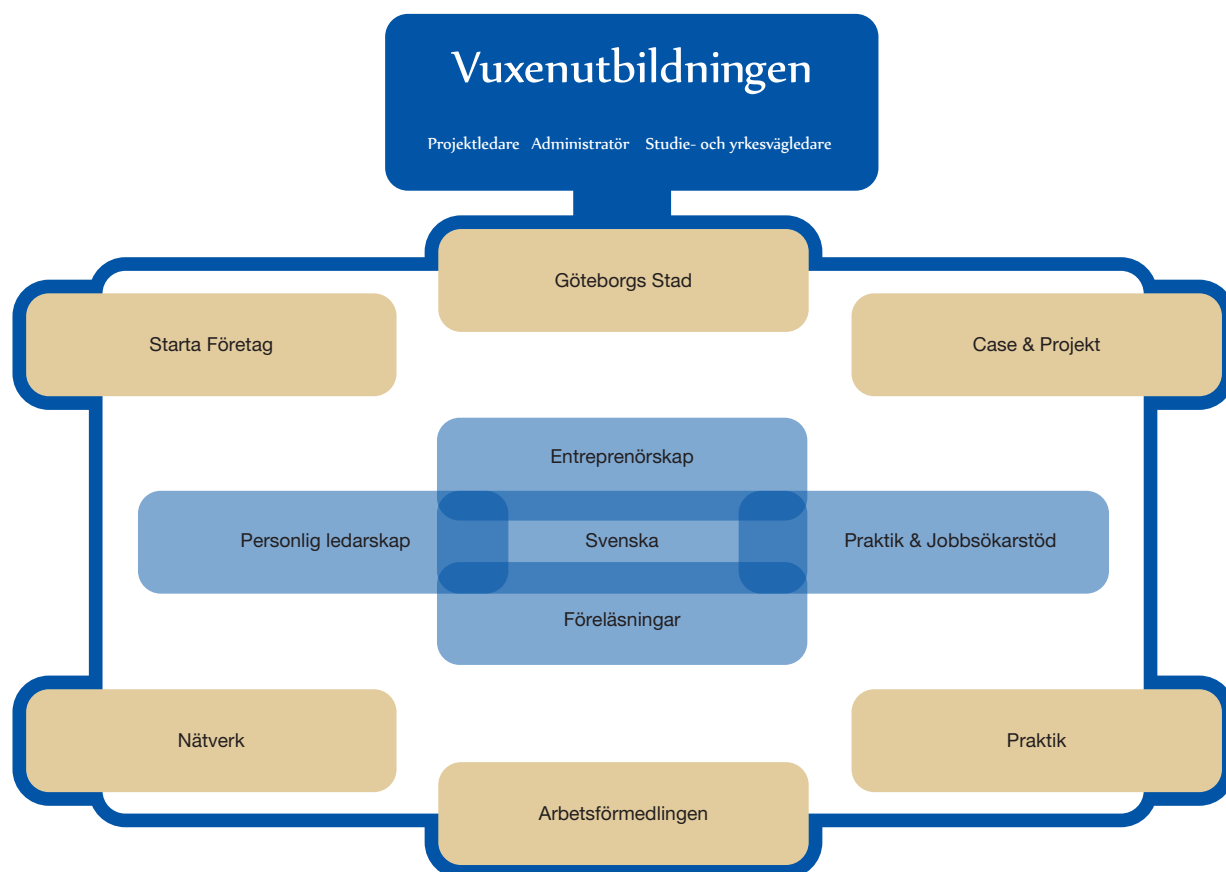 Vuxenutbildningen
Projektledare Administratör Studie- och yrkesvägledare
Göteborgs Stad
Starta Företag
Case & Projekt
Entreprenörskap
Personlig ledarskap
Svenska
Praktik & Jobbsökarstöd
Föreläsningar
Nätverk
Praktik
Arbetsförmedlingen